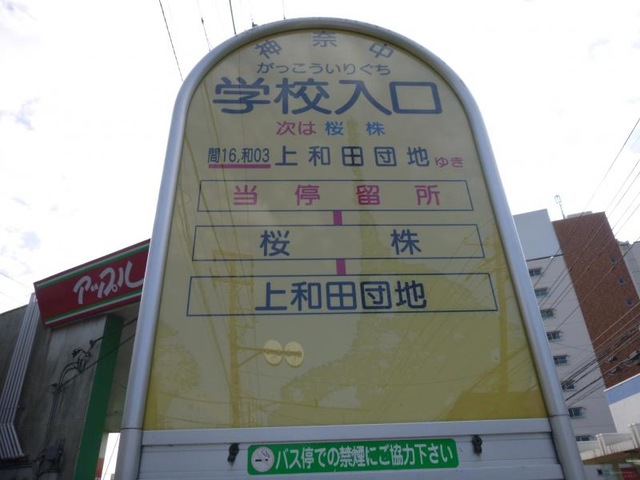 神奈中
がっこういりぐち
学校入口
次は 桜株
間16,和03 上和田団地 ゆき
当停留所
桜株
上和田団地
アップル
バス停での禁煙にご協力下さい